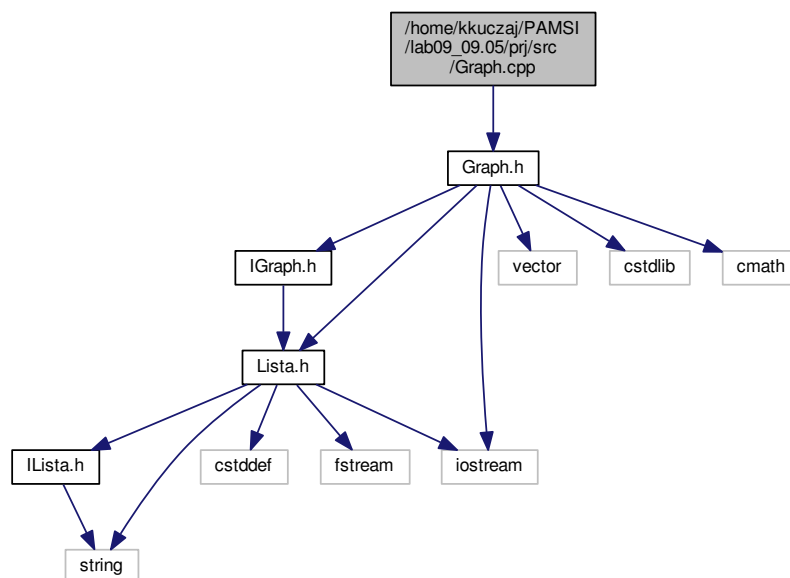 /home/kkuczaj/PAMSI
/lab09_09.05/prj/src
/Graph.cpp
Graph.h
IGraph.h
vector
cstdlib
cmath
Lista.h
ILista.h
cstddef
fstream
iostream
string